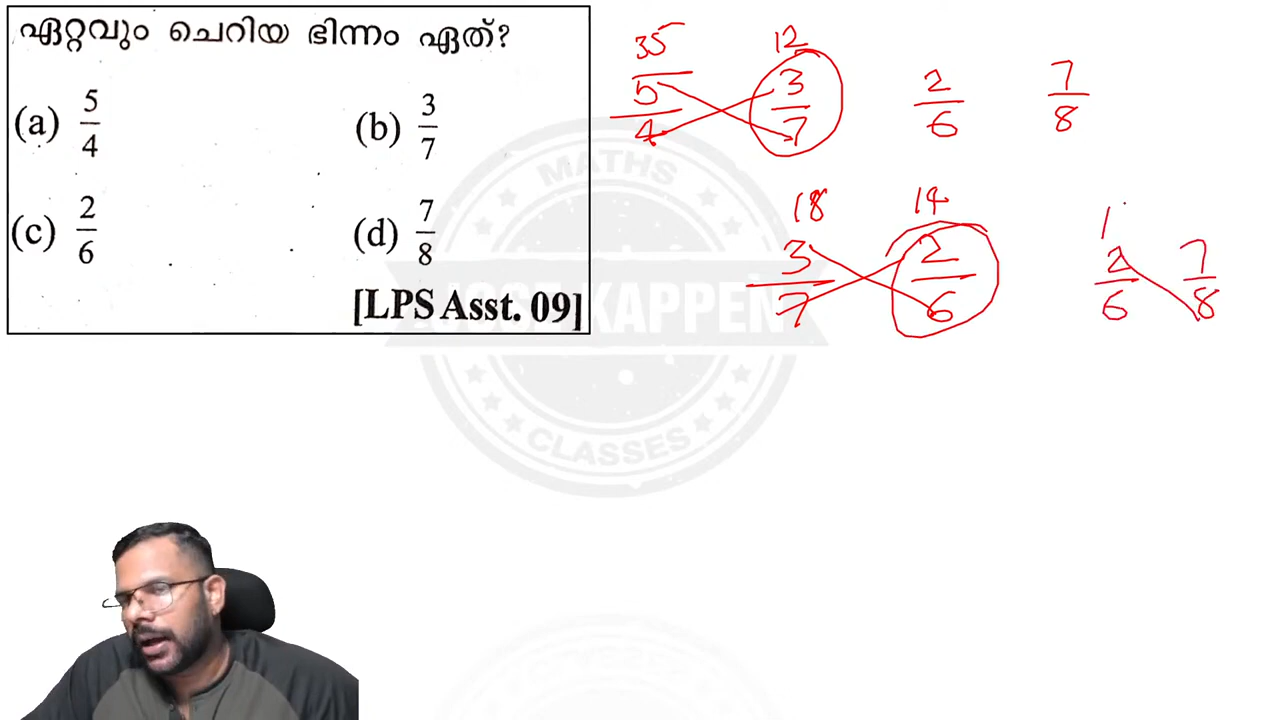 ഏറ്റവും ചെറിയ ഭിന്നം ഏത്?
(a) 5/4 (b) 3/7
(c) 2/6 (d) 7/8
[LPS Asst. 09]
35 12
5/4 3/7 2/6 7/8
18 14 1
3/7 2/6 2/6 7/8
MATHS
KAPPEN
CLASSES